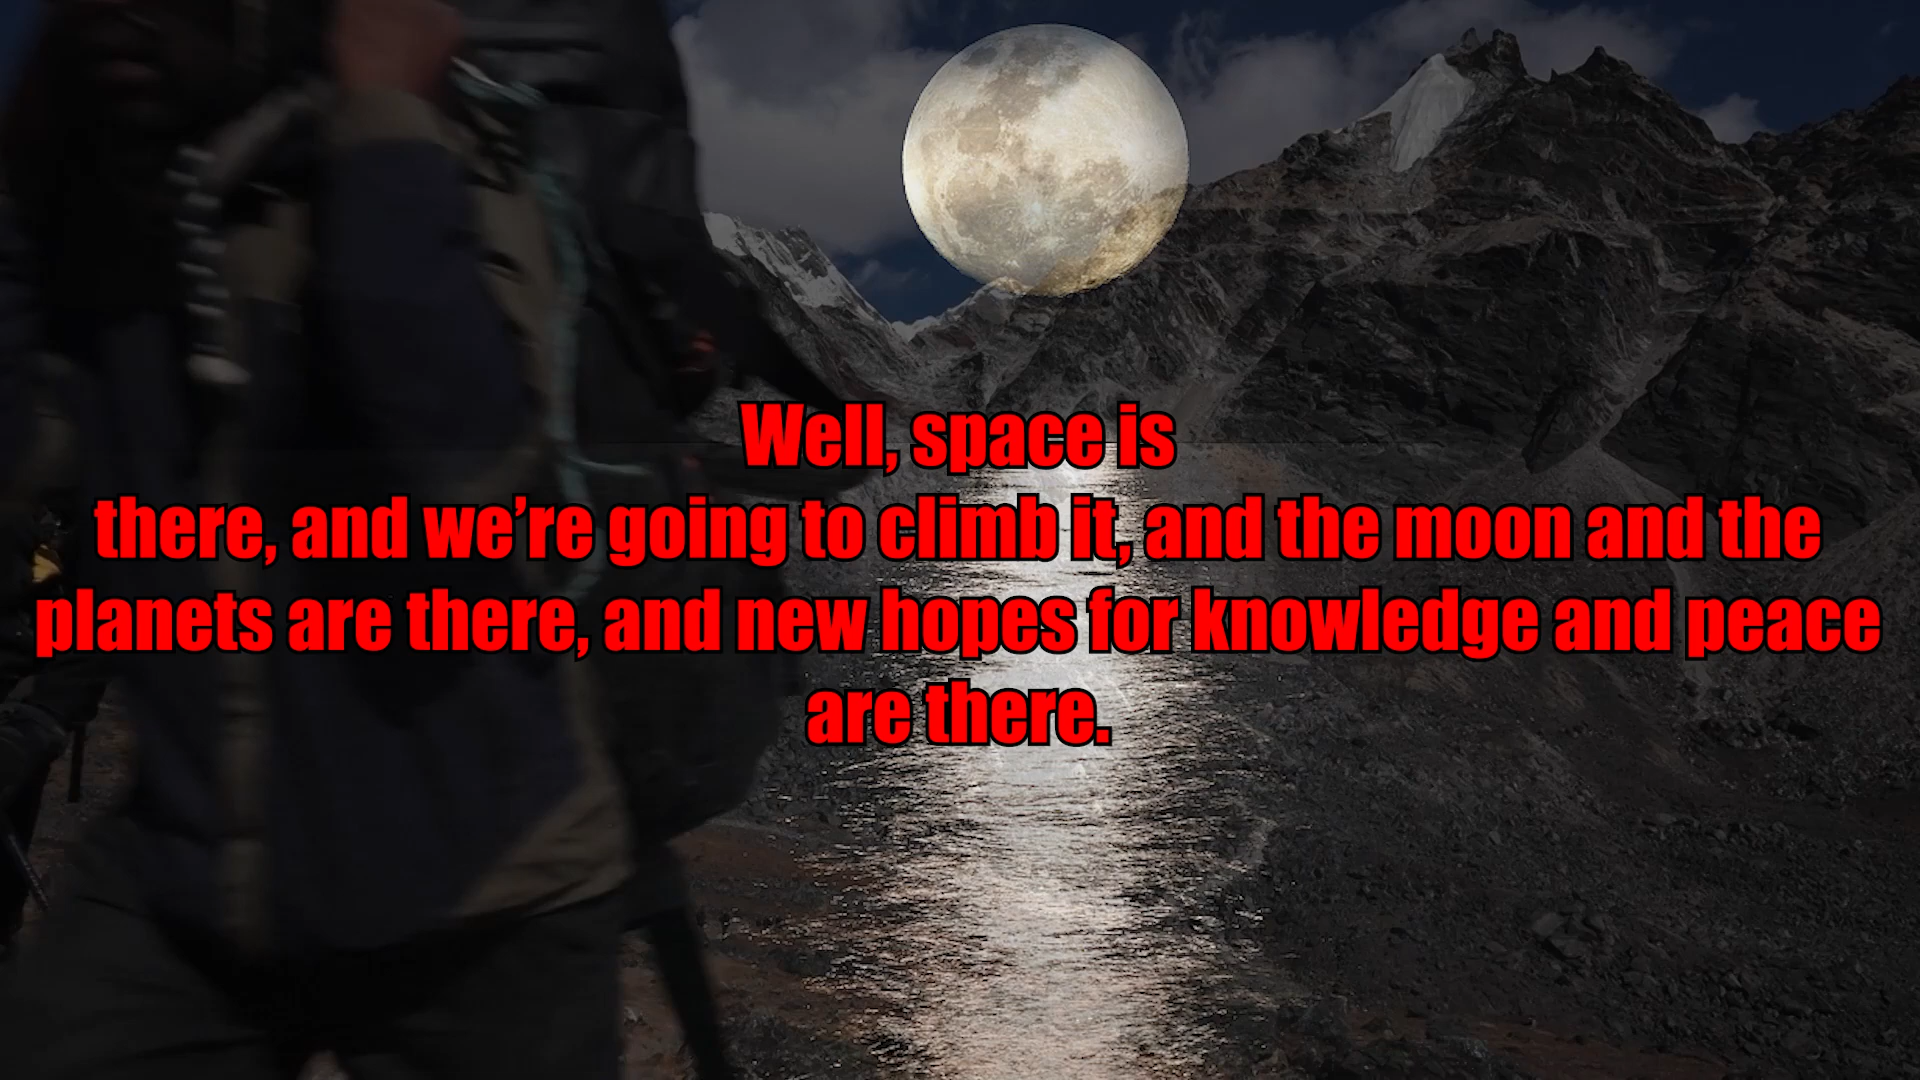 Well, space is
there, and we’re going to climb it, and the moon and the
planets are there, and new hopes for knowledge and peace
are there.